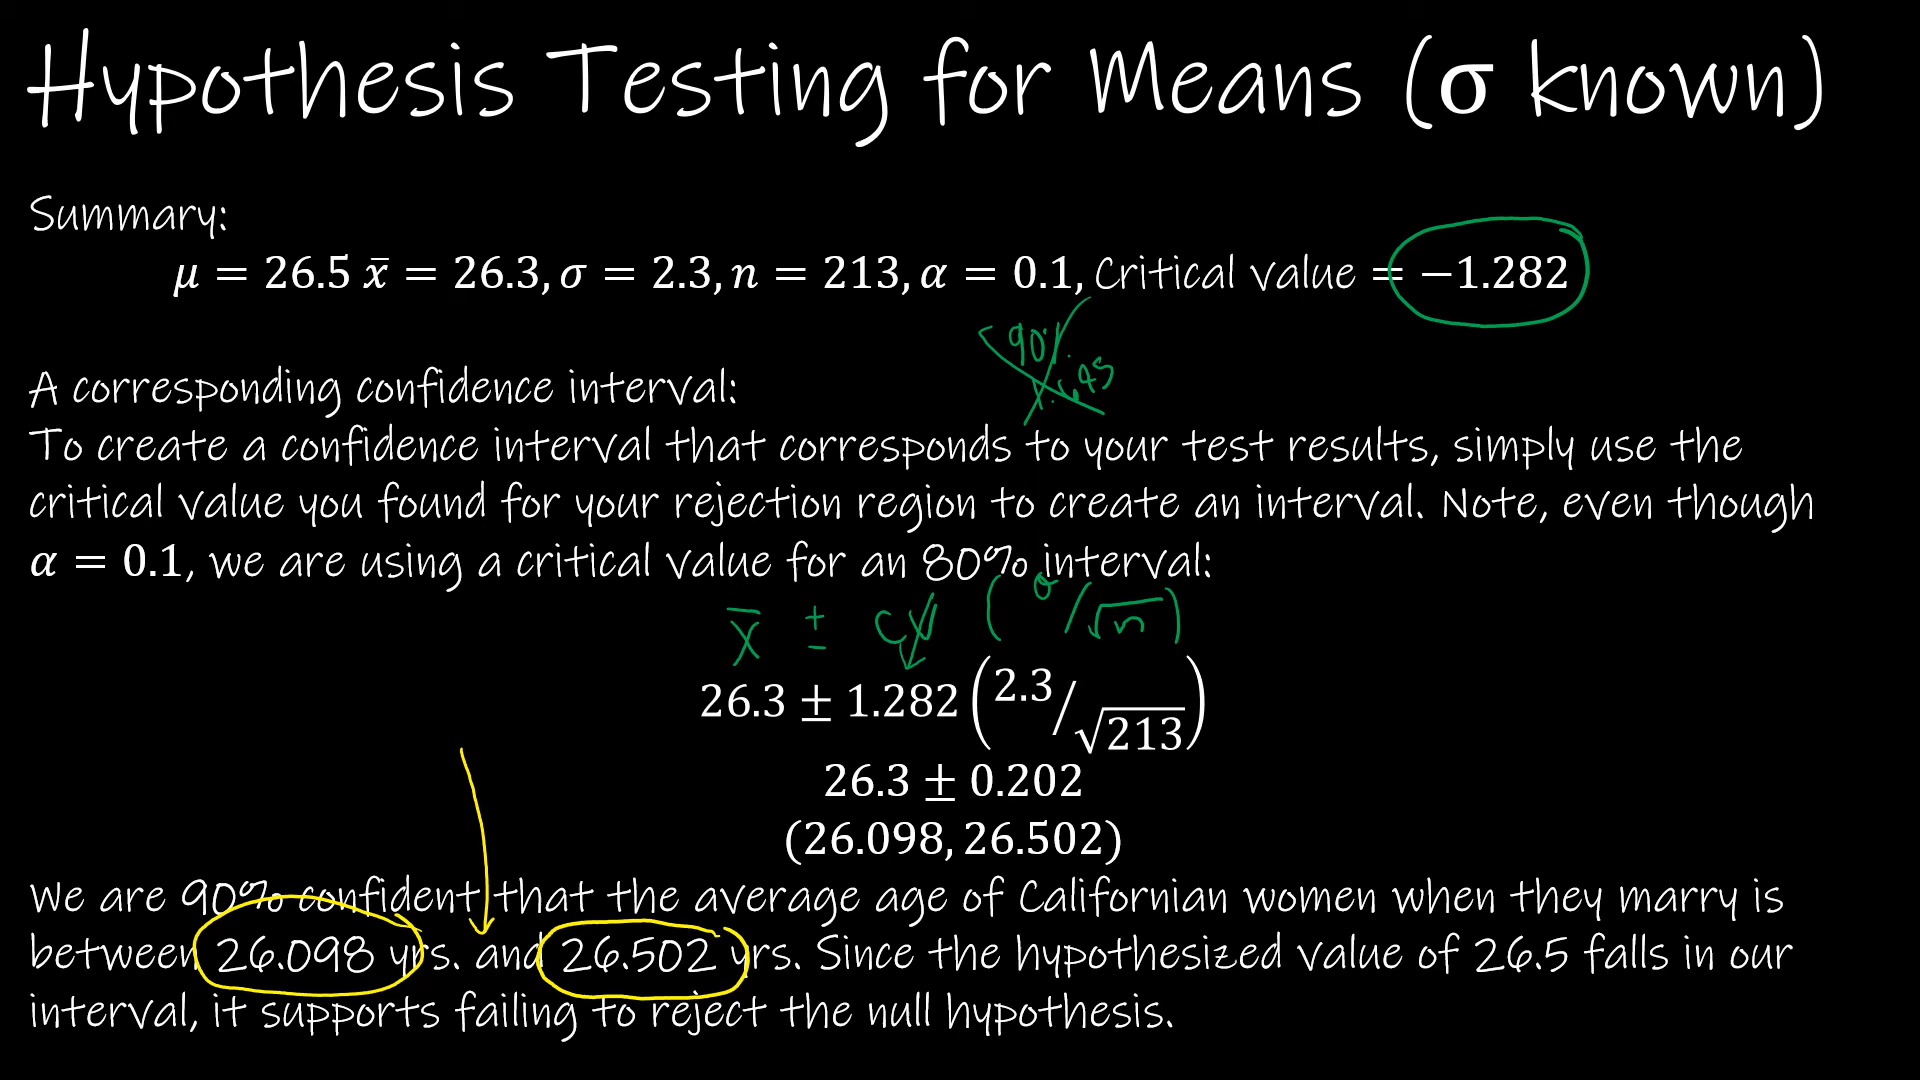 Hypothesis Testing for Means (σ known)
Summary:
μ = 26.5 x̄ = 26.3, σ = 2.3, n = 213, α = 0.1, Critical value = −1.282
90%
1.645
A corresponding confidence interval:
To create a confidence interval that corresponds to your test results, simply use the
critical value you found for your rejection region to create an interval. Note, even though
α = 0.1, we are using a critical value for an 80% interval:
x̄ ± CV (σ/√n)
26.3 ± 1.282 (2.3/√213)
26.3 ± 0.202
(26.098, 26.502)
We are 90% confident that the average age of Californian women when they marry is
between 26.098 yrs. and 26.502 yrs. Since the hypothesized value of 26.5 falls in our
interval, it supports failing to reject the null hypothesis.